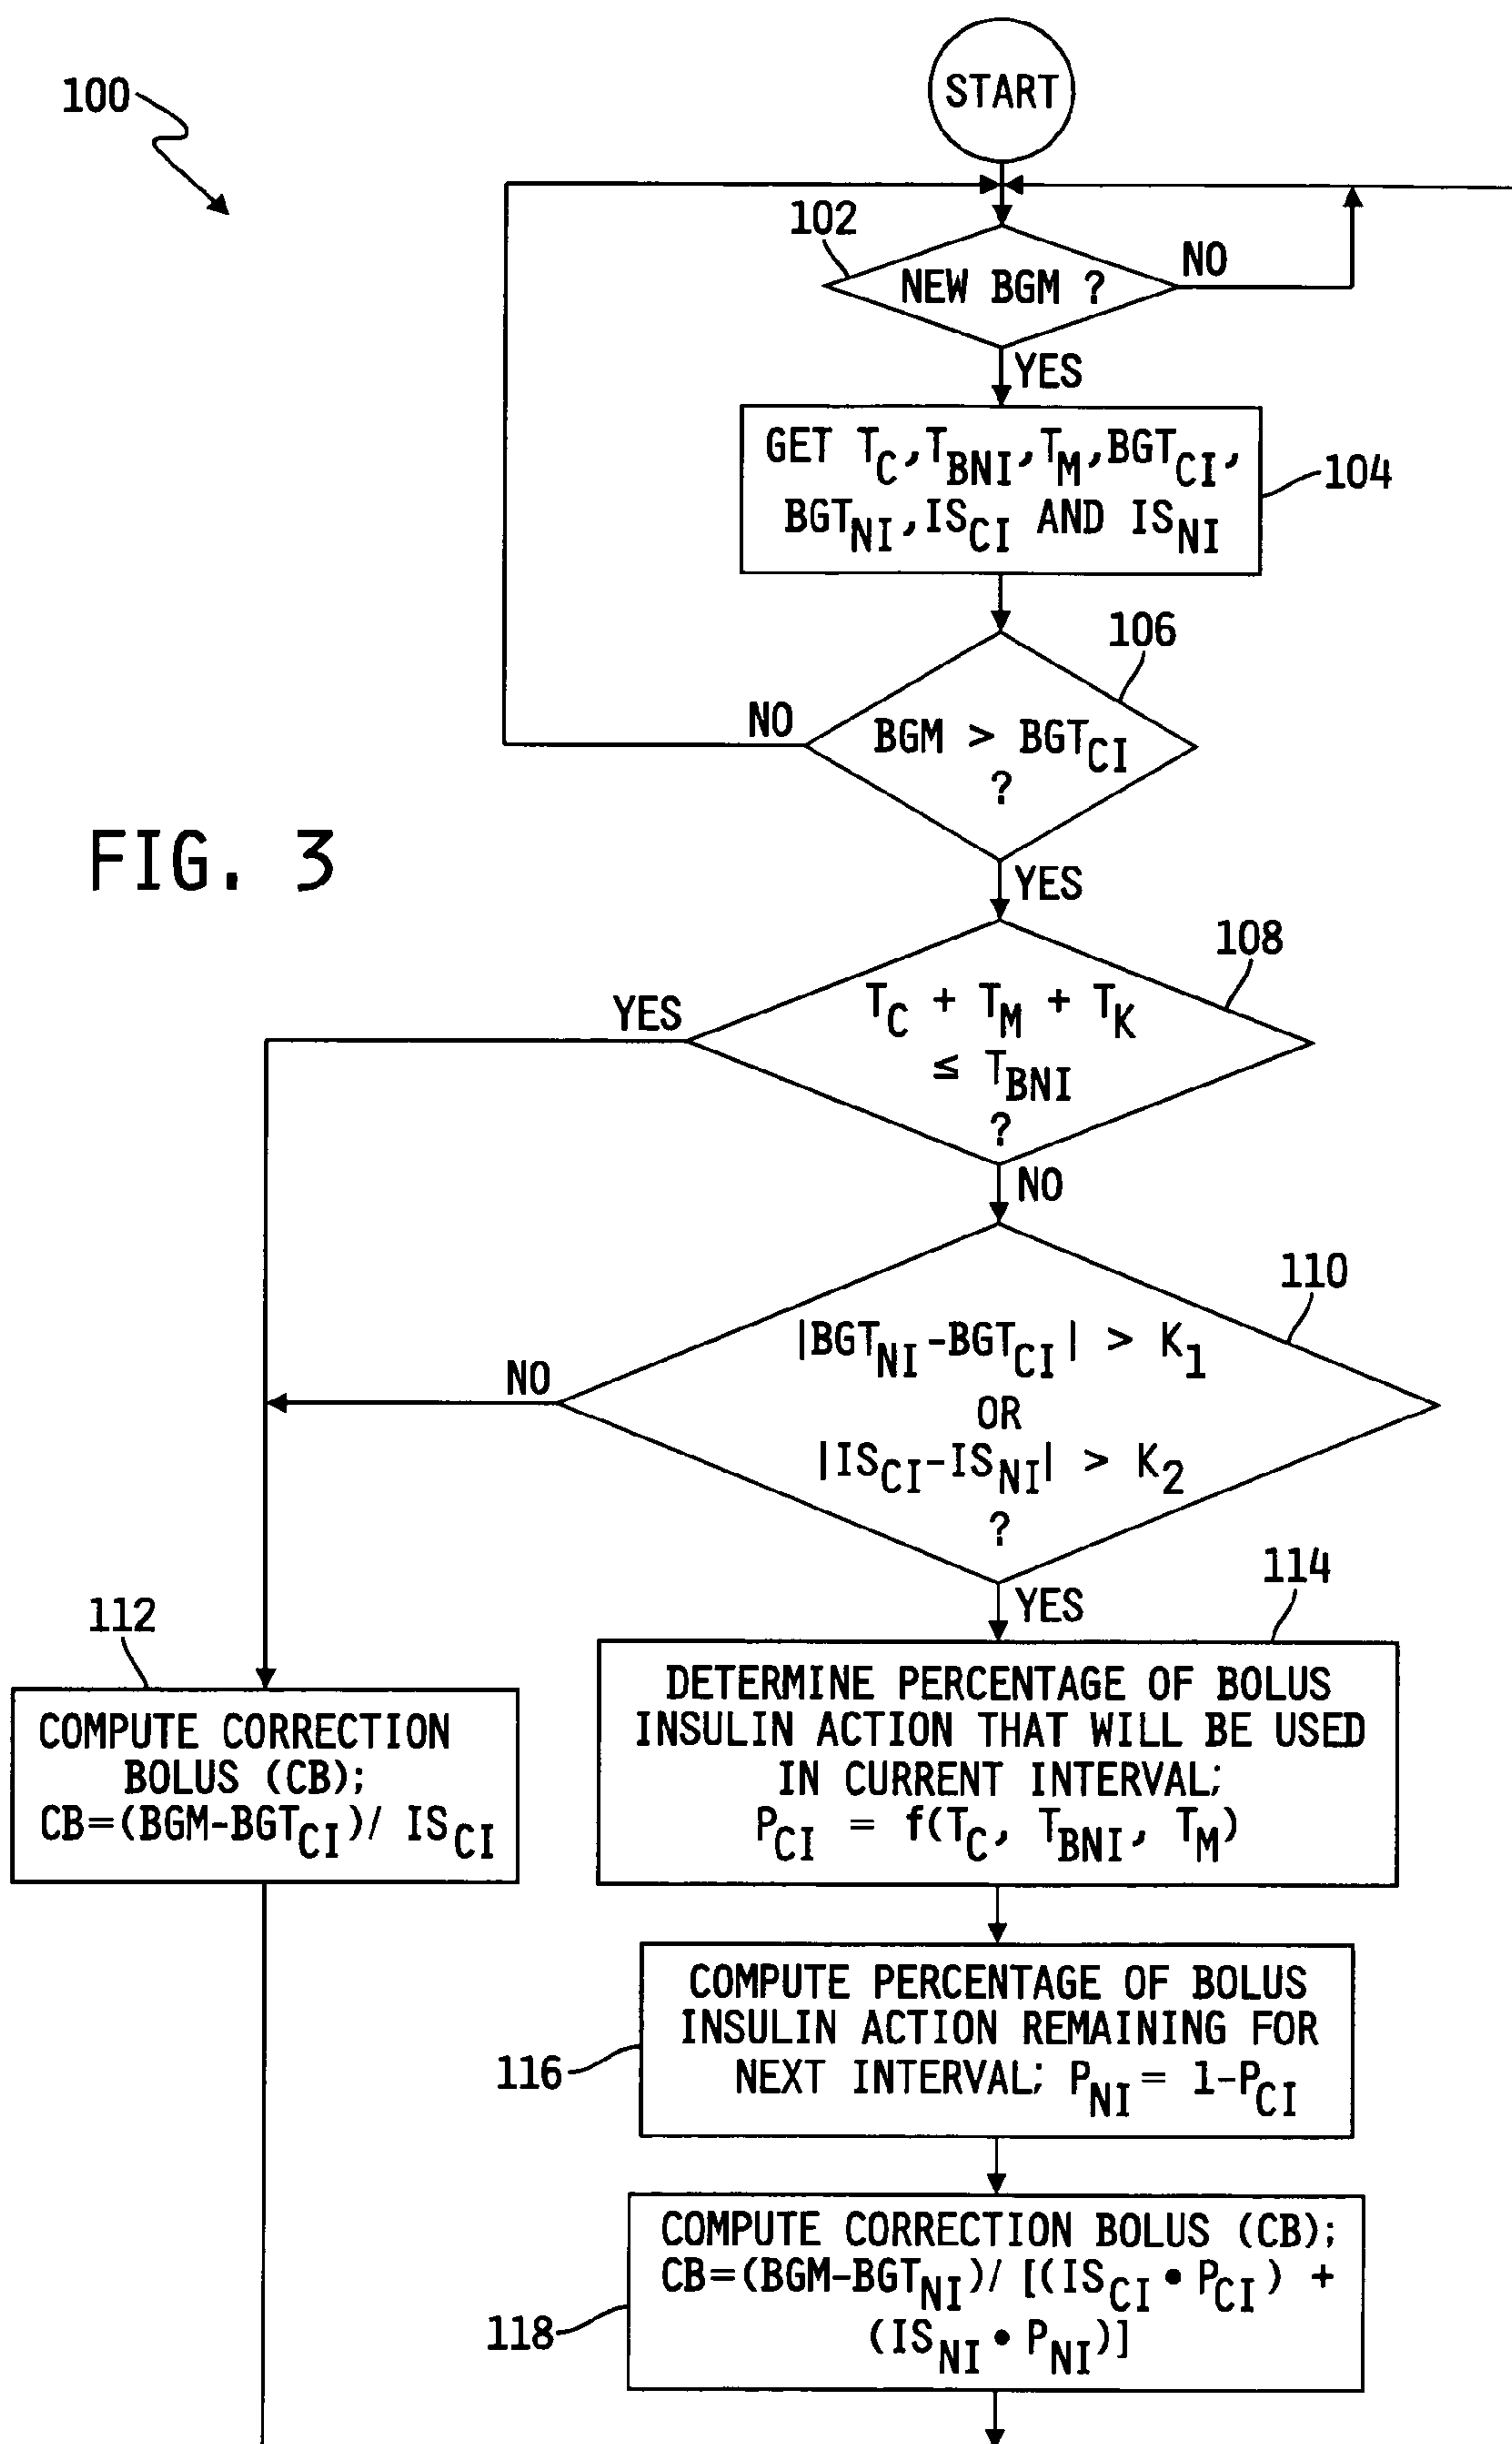 100
START
102
NEW BGM ?
NO
YES
GET T_C, T_BNI, T_M, BGT_CI,
BGT_NI, IS_CI AND IS_NI
104
106
NO
BGM > BGT_CI
?
FIG. 3
YES
108
YES
T_C + T_M + T_K
≤ T_BNI
?
NO
110
NO
|BGT_NI-BGT_CI| > K_1
OR
|IS_CI-IS_NI| > K_2
?
YES
114
112
DETERMINE PERCENTAGE OF BOLUS
INSULIN ACTION THAT WILL BE USED
IN CURRENT INTERVAL;
P_CI = f(T_C, T_BNI, T_M)
COMPUTE CORRECTION
BOLUS (CB);
CB=(BGM-BGT_CI)/ IS_CI
COMPUTE PERCENTAGE OF BOLUS
INSULIN ACTION REMAINING FOR
NEXT INTERVAL; P_NI = 1-P_CI
116
COMPUTE CORRECTION BOLUS (CB);
CB=(BGM-BGT_NI)/ [(IS_CI • P_CI) +
(IS_NI • P_NI)]
118